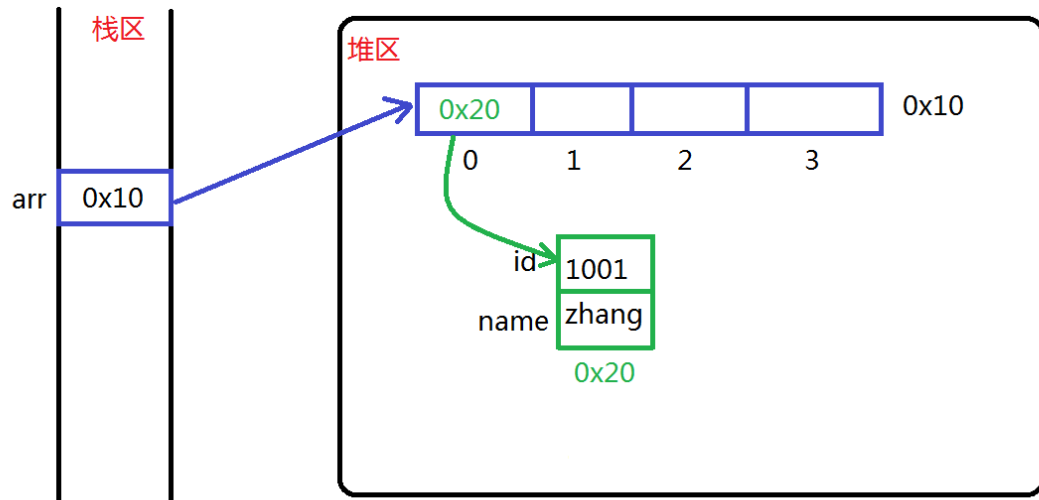 栈区
堆区
0x20
0x10
0 1 2 3
arr 0x10
id 1001
name zhang
0x20